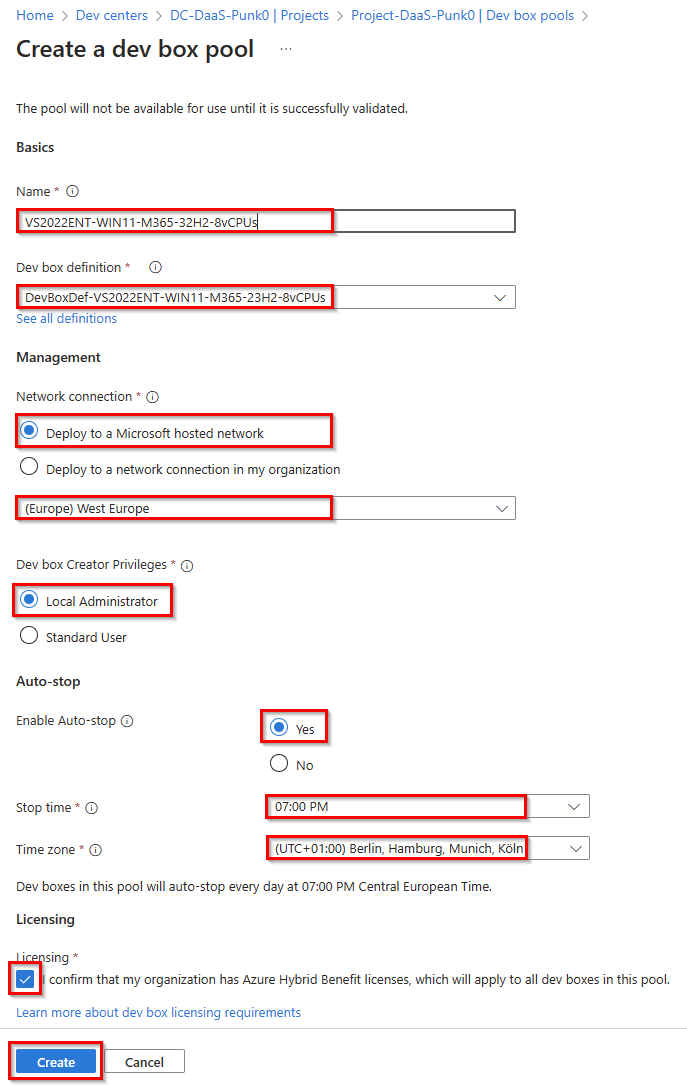 Home > Dev centers > DC-DaaS-Punk0 | Projects > Project-DaaS-Punk0 | Dev box pools >
Create a dev box pool ...
The pool will not be available for use until it is successfully validated.
Basics
Name *
VS2022ENT-WIN11-M365-32H2-8vCPUs
Dev box definition *
DevBoxDef-VS2022ENT-WIN11-M365-23H2-8vCPUs
See all definitions
Management
Network connection *
Deploy to a Microsoft hosted network
Deploy to a network connection in my organization
(Europe) West Europe
Dev box Creator Privileges *
Local Administrator
Standard User
Auto-stop
Enable Auto-stop
Yes
No
Stop time *
07:00 PM
Time zone *
(UTC+01:00) Berlin, Hamburg, Munich, Köln
Dev boxes in this pool will auto-stop every day at 07:00 PM Central European Time.
Licensing
Licensing *
I confirm that my organization has Azure Hybrid Benefit licenses, which will apply to all dev boxes in this pool.
Learn more about dev box licensing requirements
Create Cancel